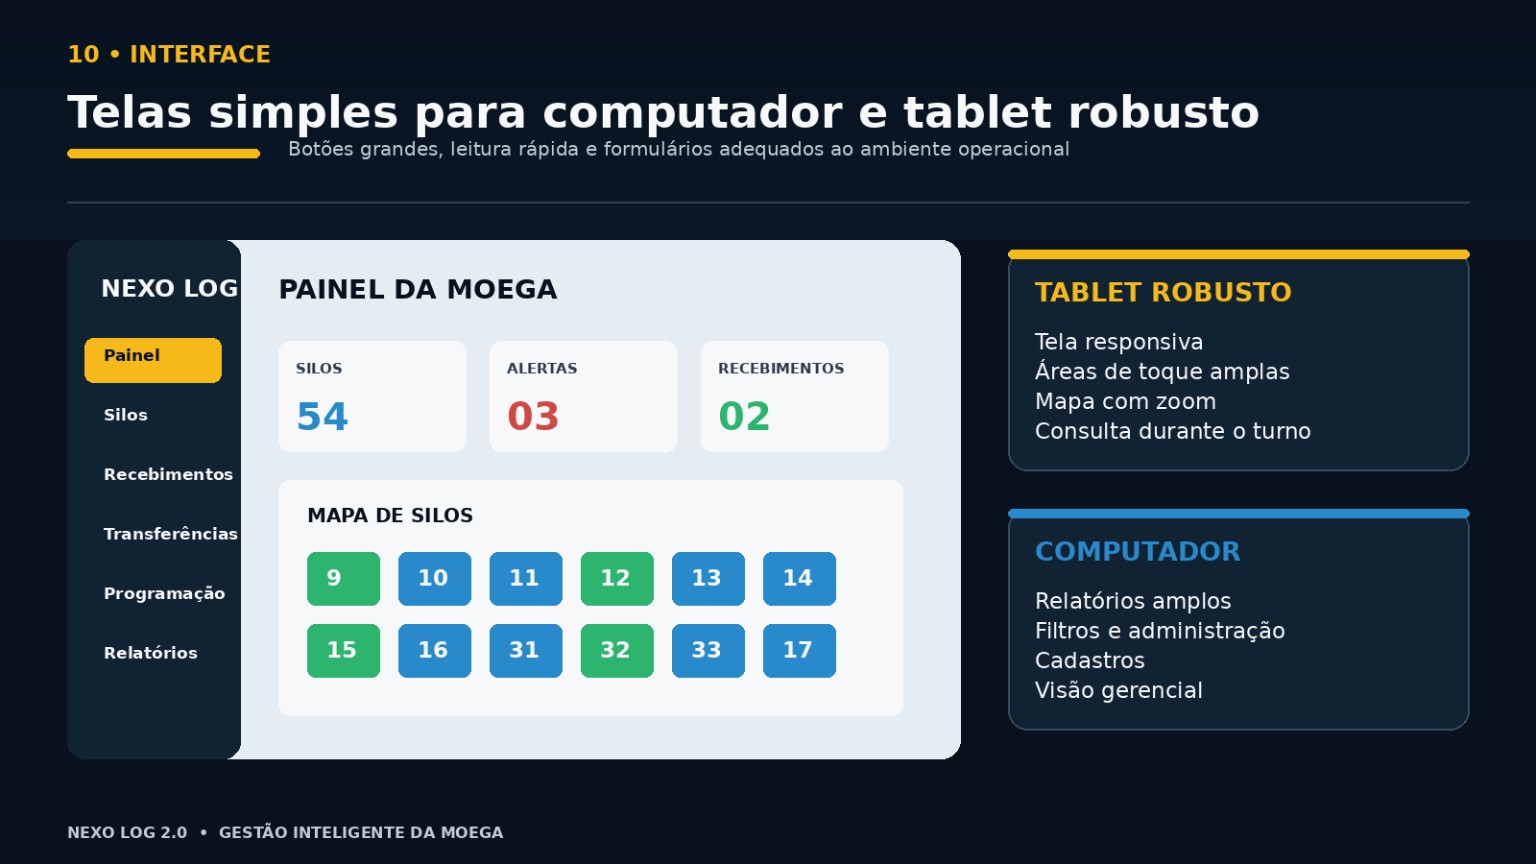 10 • INTERFACE
Telas simples para computador e tablet robusto
Botões grandes, leitura rápida e formulários adequados ao ambiente operacional
NEXO LOG
Painel
Silos
Recebimentos
Transferências
Programação
Relatórios
PAINEL DA MOEGA
SILOS
54
ALERTAS
03
RECEBIMENTOS
02
MAPA DE SILOS
9 10 11 12 13 14
15 16 31 32 33 17
TABLET ROBUSTO
Tela responsiva
Áreas de toque amplas
Mapa com zoom
Consulta durante o turno
COMPUTADOR
Relatórios amplos
Filtros e administração
Cadastros
Visão gerencial
NEXO LOG 2.0 • GESTÃO INTELIGENTE DA MOEGA